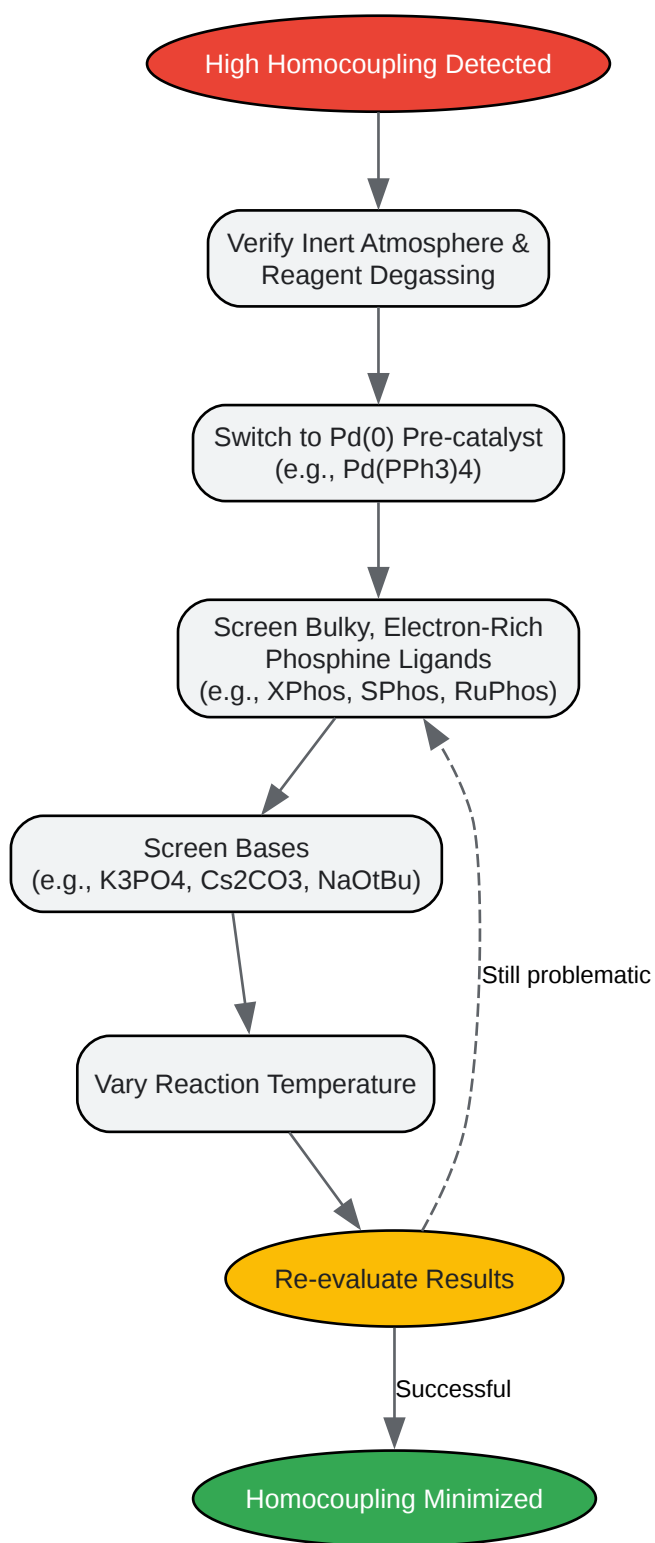 High Homocoupling Detected
Verify Inert Atmosphere &
Reagent Degassing
Switch to Pd(0) Pre-catalyst
(e.g., Pd(PPh3)4)
Screen Bulky, Electron-Rich
Phosphine Ligands
(e.g., XPhos, SPhos, RuPhos)
Screen Bases
(e.g., K3PO4, Cs2CO3, NaOtBu)
Still problematic
Vary Reaction Temperature
Re-evaluate Results
Successful
Homocoupling Minimized